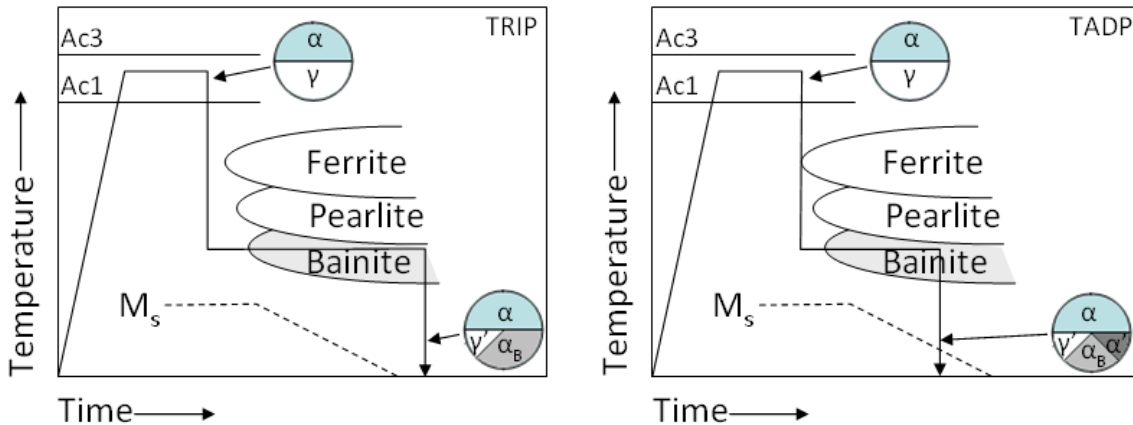 TRIP
Ac3
α
γ
Ac1
Ferrite
Pearlite
Bainite
Ms
α
γ' αB
Temperature
Time
TADP
Ac3
α
γ
Ac1
Ferrite
Pearlite
Bainite
Ms
α
γ' αB α'
Temperature
Time